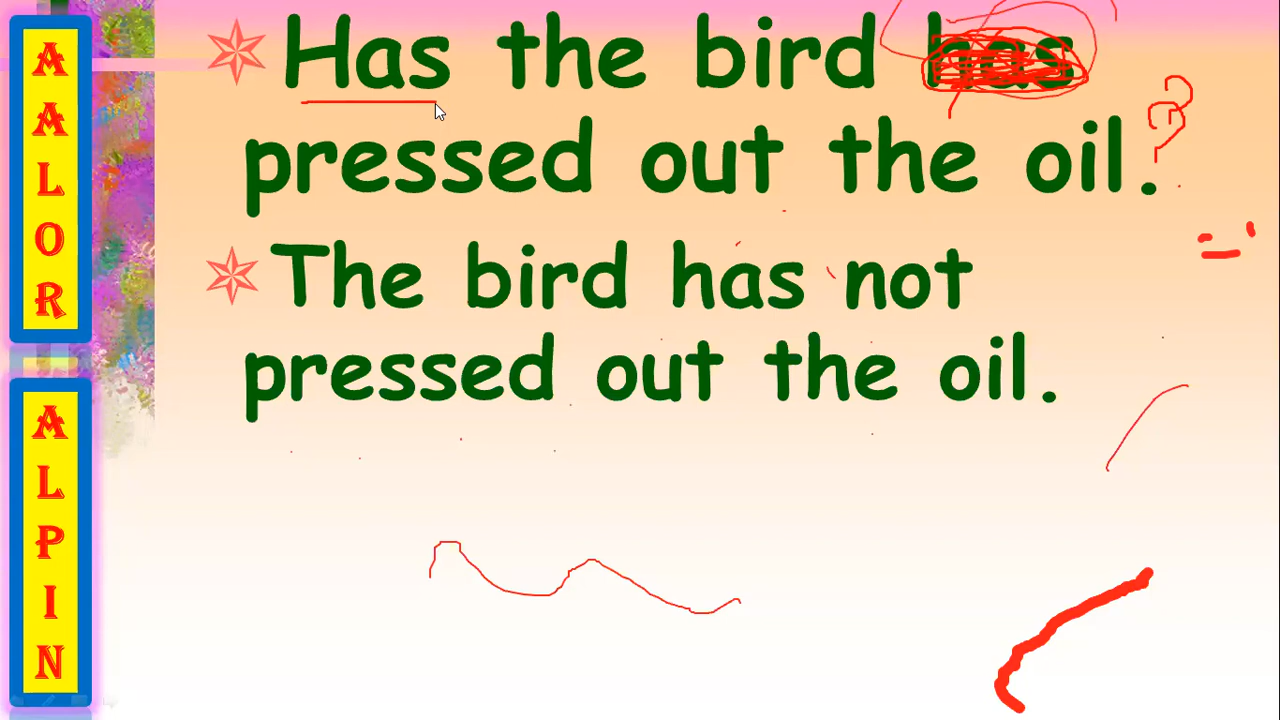 AALOR
ALPIN
Has the bird has
pressed out the oil. ?
The bird has not
pressed out the oil.